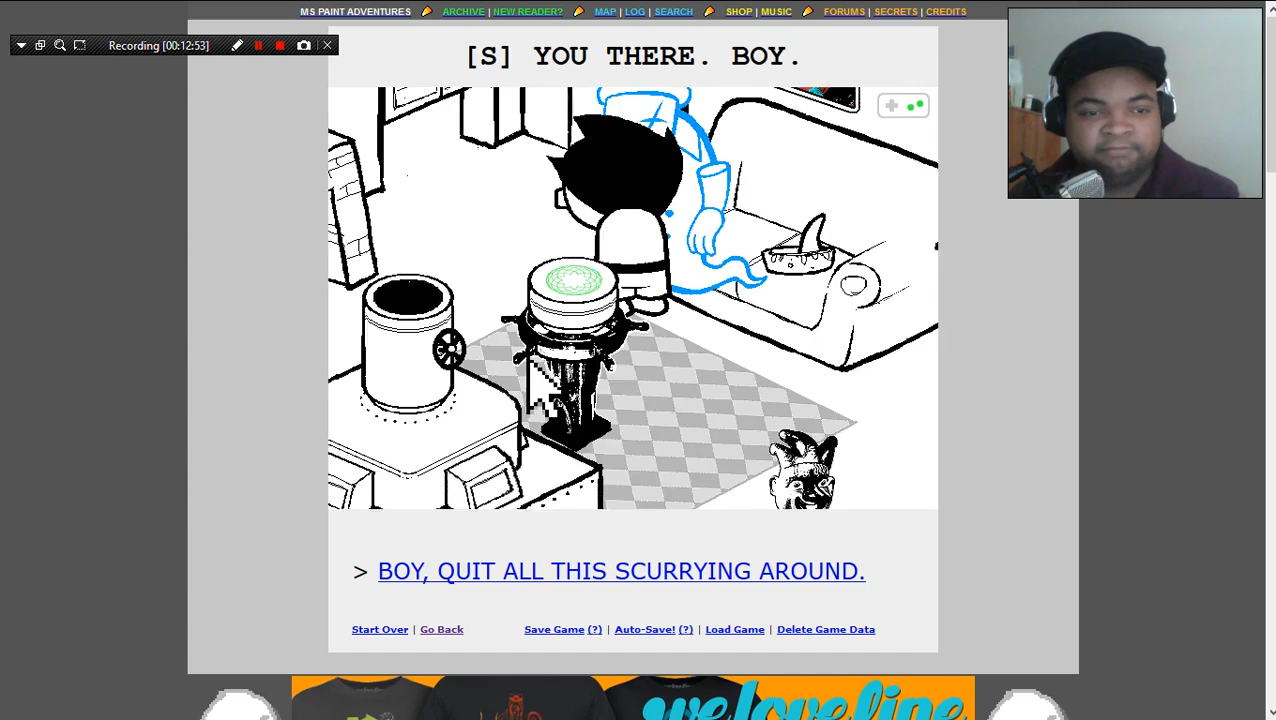 MS PAINT ADVENTURES ARCHIVE | NEW READER? MAP | LOG | SEARCH SHOP | MUSIC FORUMS | SECRETS | CREDITS
Recording [00:12:53]
[S] YOU THERE. BOY.
> BOY, QUIT ALL THIS SCURRYING AROUND.
Start Over | Go Back Save Game (?) | Auto-Save! (?) | Load Game | Delete Game Data
welovefine